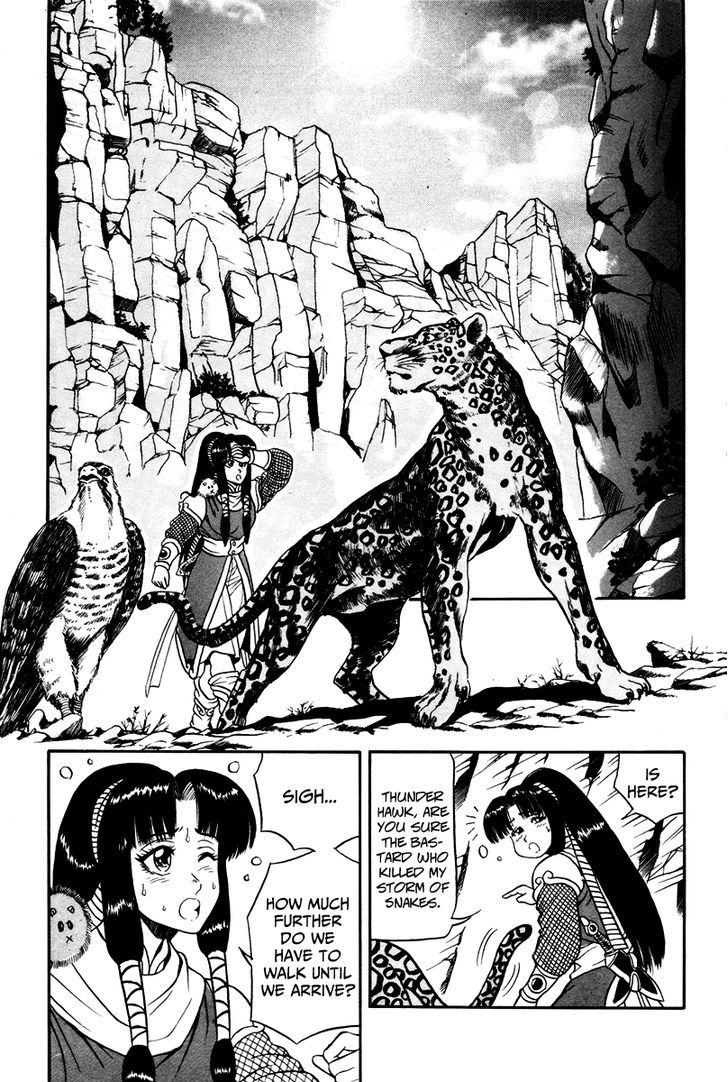 SIGH...
HOW MUCH
FURTHER
DO WE
HAVE TO
WALK UNTIL
WE ARRIVE?
THUNDER
HAWK, ARE
YOU SURE
THE BAS-
TARD WHO
KILLED MY
STORM OF
SNAKES.
IS
HERE?